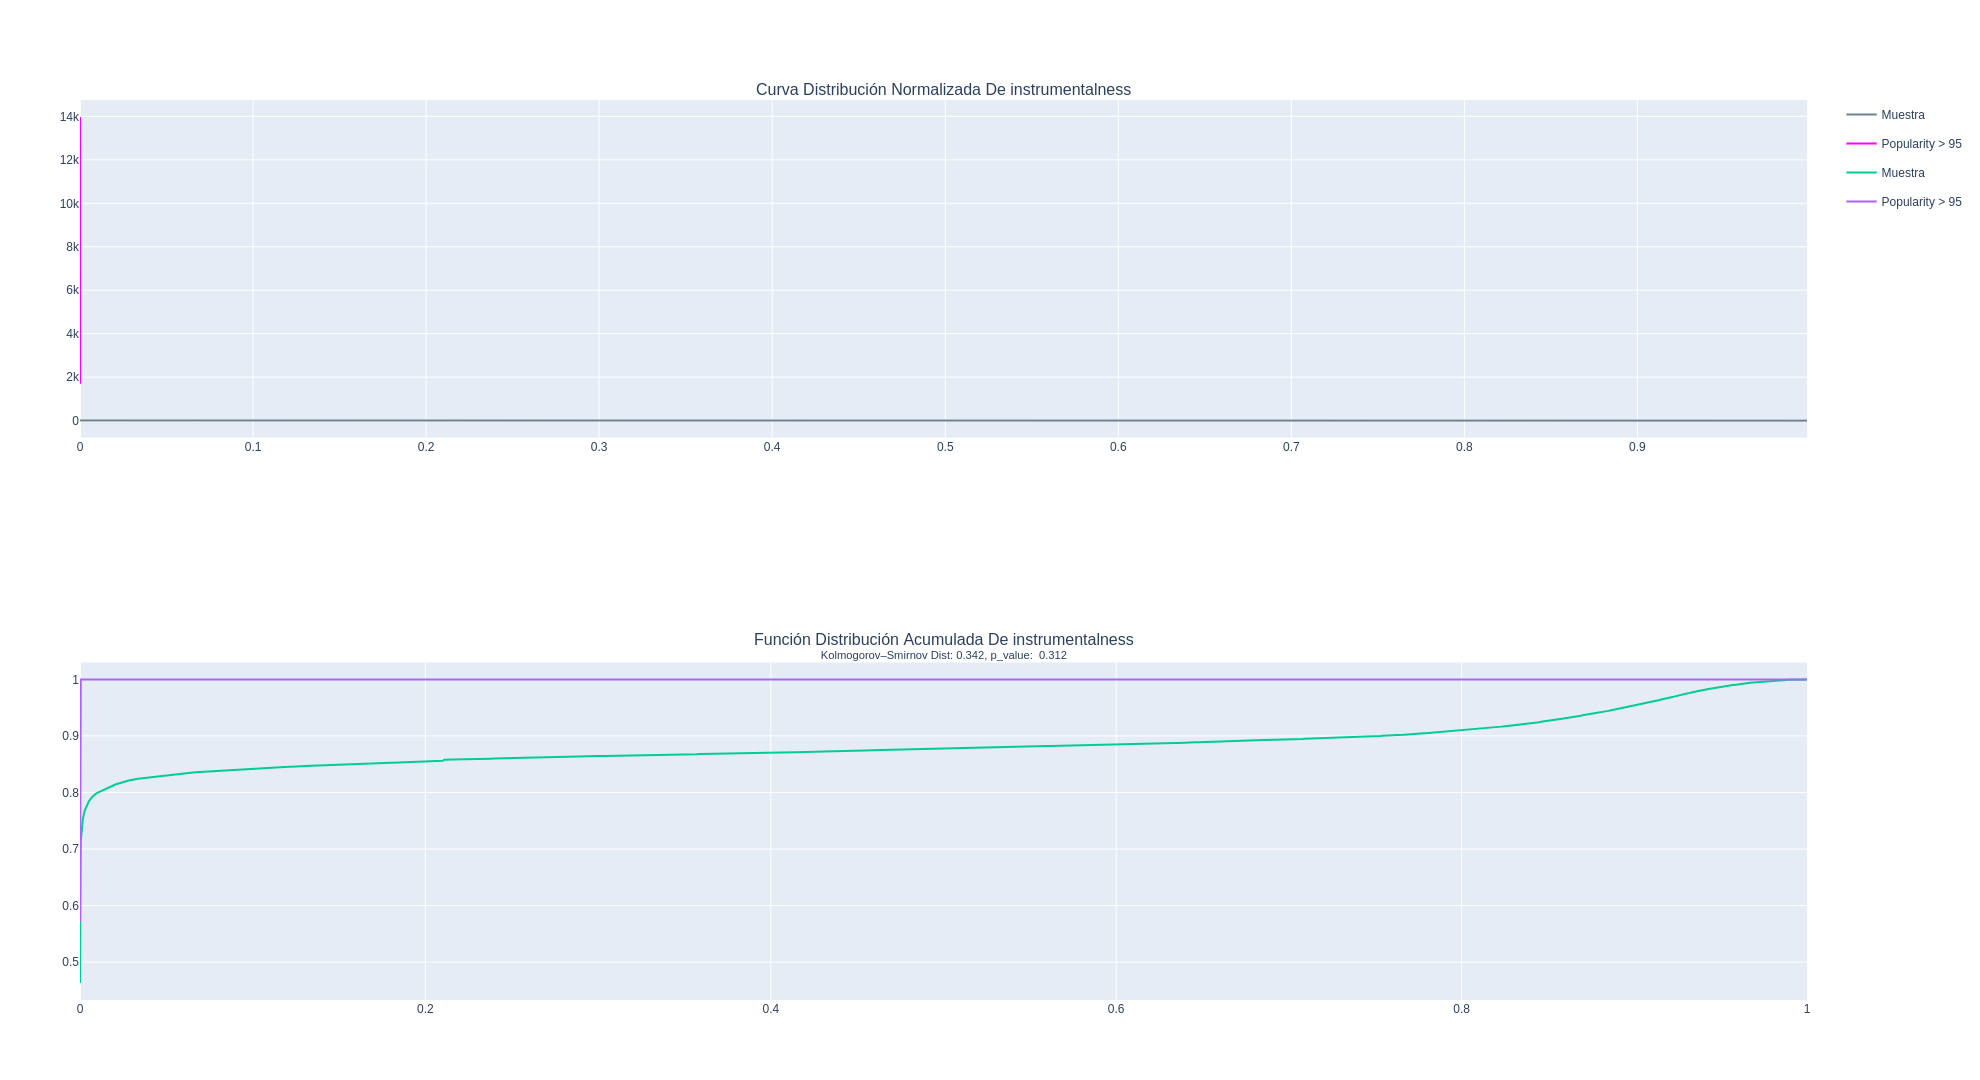 Curva Distribución Normalizada De instrumentalness
14k
12k
10k
8k
6k
4k
2k
0
0 0.1 0.2 0.3 0.4 0.5 0.6 0.7 0.8 0.9
Muestra
Popularity > 95
Muestra
Popularity > 95
Función Distribución Acumulada De instrumentalness
Kolmogorov–Smirnov Dist: 0.342, p_value:  0.312
1
0.9
0.8
0.7
0.6
0.5
0 0.2 0.4 0.6 0.8 1